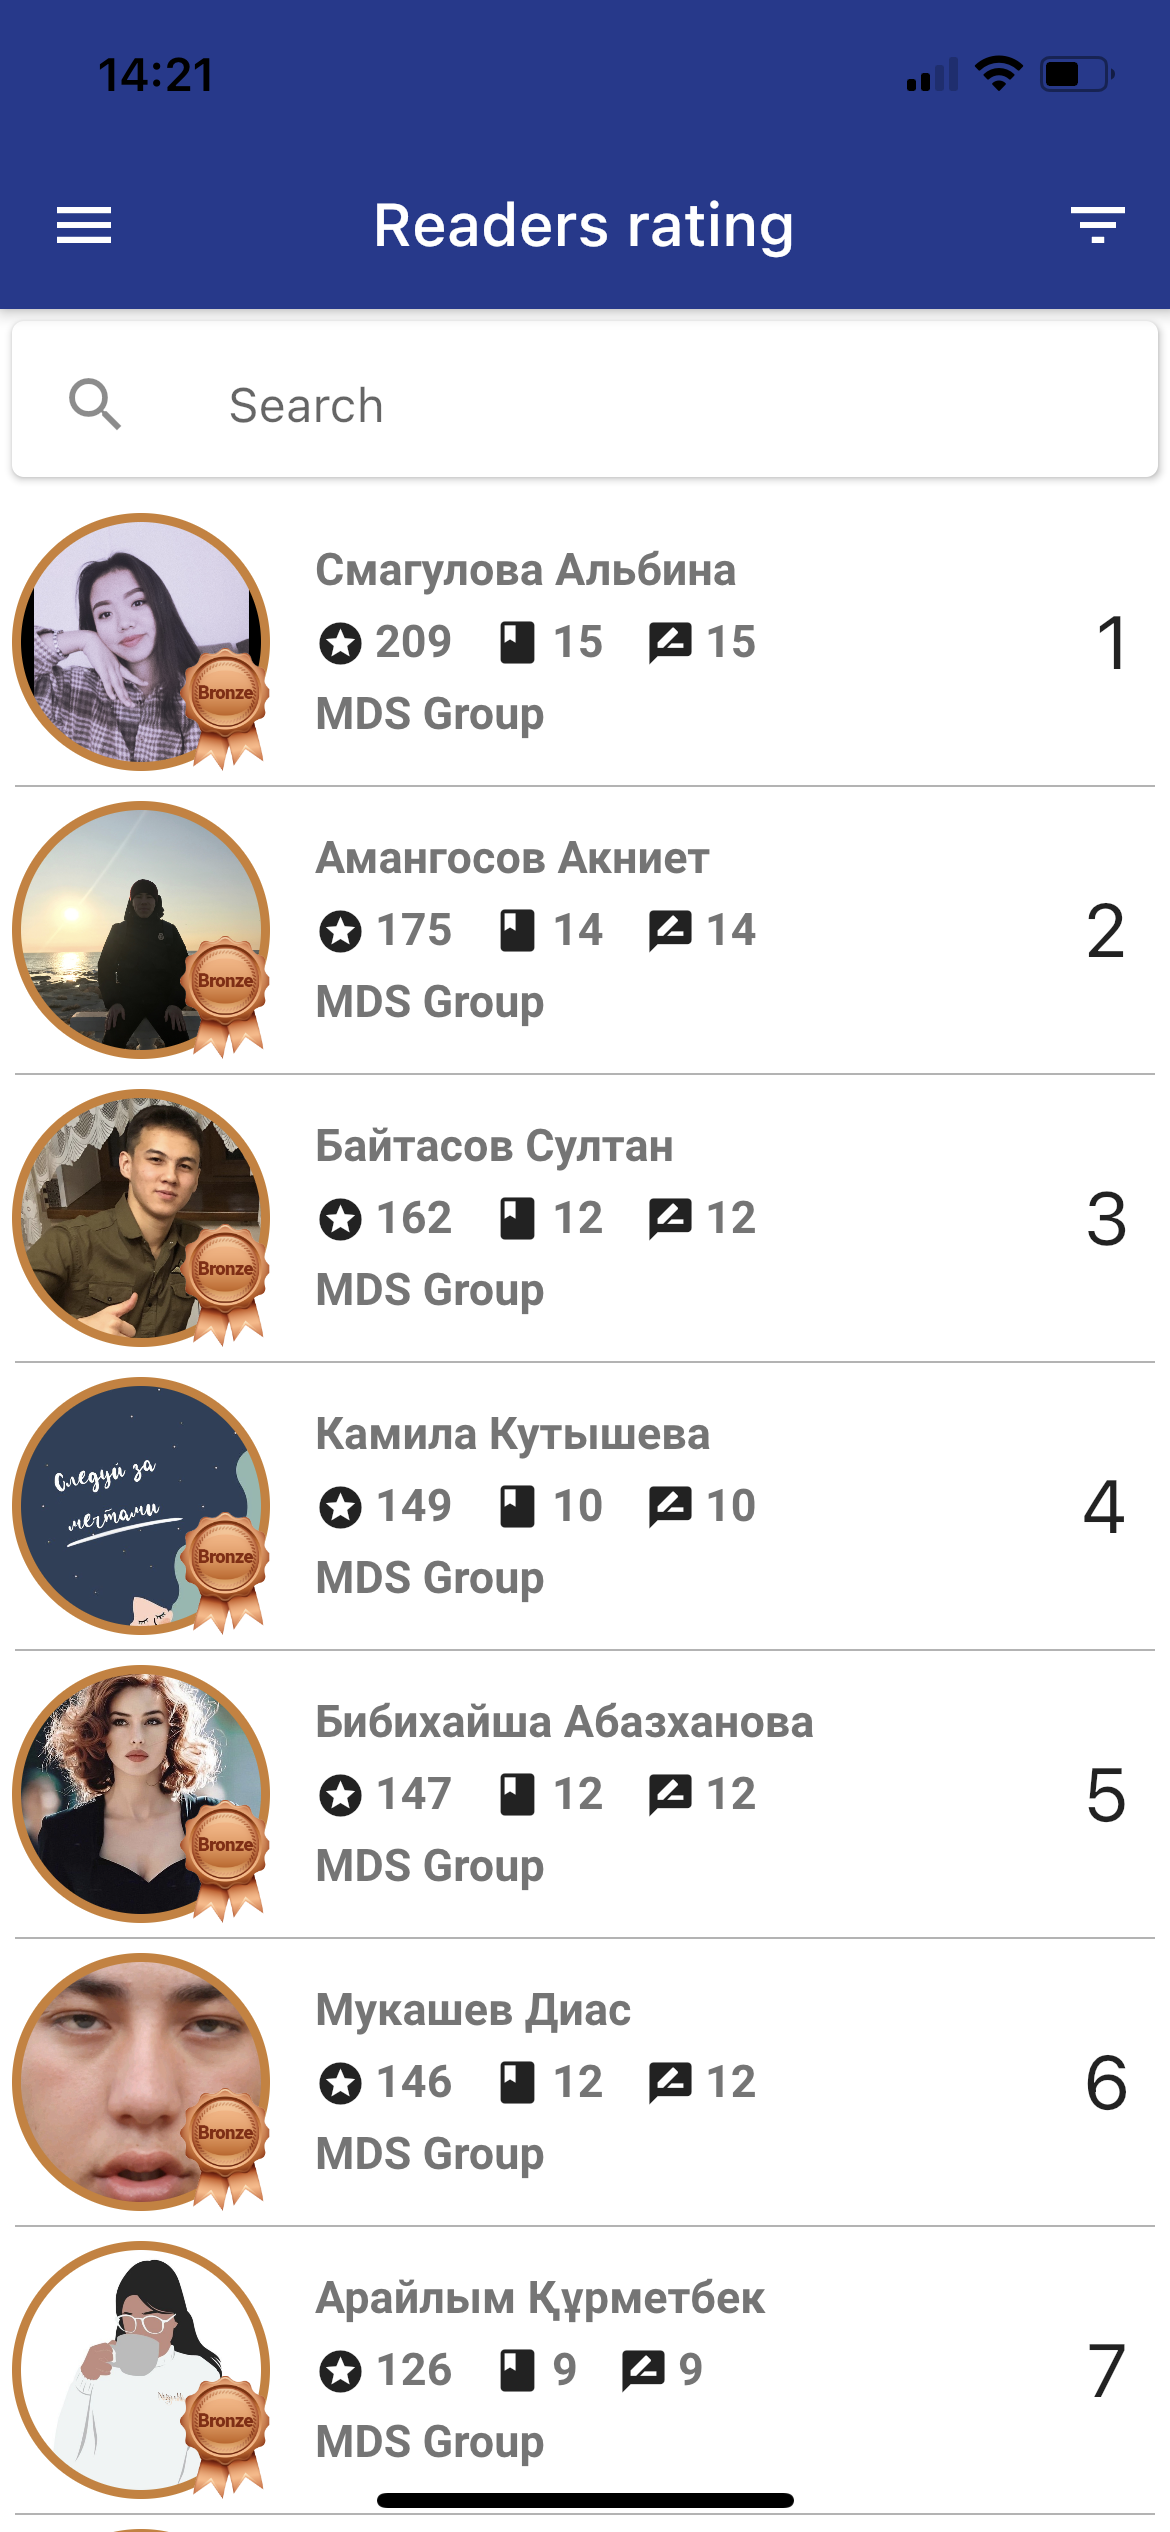 14:21
Readers rating
Search
Смагулова Альбина
209 15 15
1
MDS Group
Bronze
Амангосов Акниет
175 14 14
2
MDS Group
Bronze
Байтасов Султан
162 12 12
3
MDS Group
Bronze
Камила Кутышева
149 10 10
4
MDS Group
Следуй за
мечтами
Bronze
Бибихайша Абазханова
147 12 12
5
MDS Group
Bronze
Мукашев Диас
146 12 12
6
MDS Group
Bronze
Арайлым Құрметбек
126 9 9
7
MDS Group
Bronze